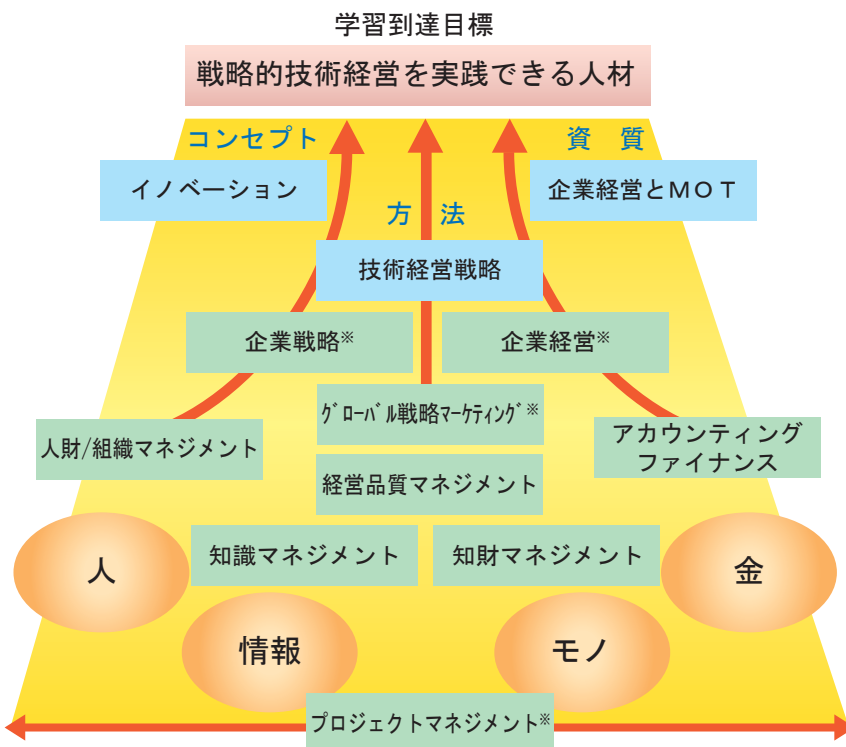 学習到達目標
戦略的技術経営を実践できる人材
コンセプト
資 質
イノベーション
企業経営とMOT
方 法
技術経営戦略
企業戦略※
企業経営※
グローバル戦略マーケティング※
人財/組織マネジメント
アカウンティング
ファイナンス
経営品質マネジメント
知識マネジメント
知財マネジメント
人
金
情報
モノ
プロジェクトマネジメント※